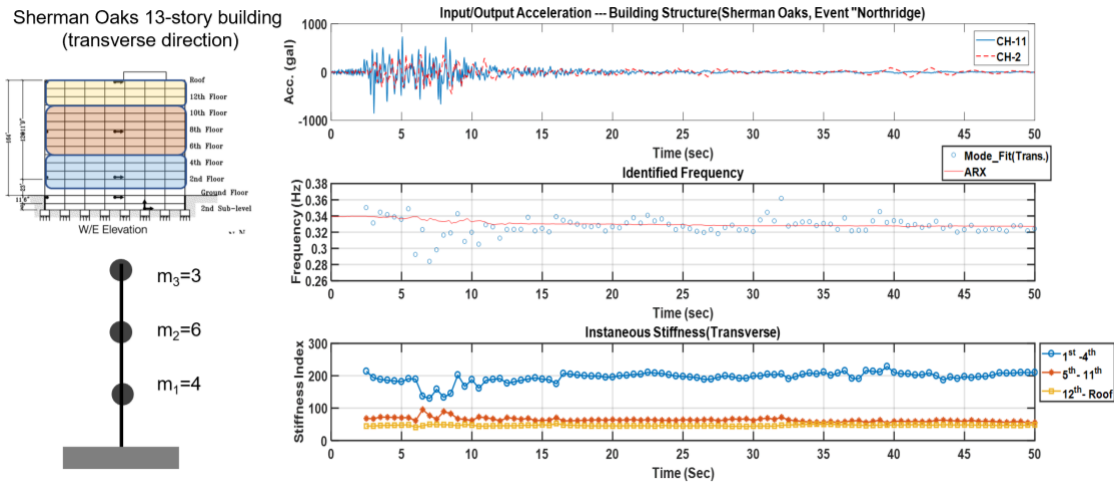 Sherman Oaks 13-story building
(transverse direction)
Roof
12th Floor
10th Floor
8th Floor
6th Floor
4th Floor
2nd Floor
Ground Floor
2nd Sub-level
W/E Elevation
m3=3
m2=6
m1=4
Input/Output Acceleration --- Building Structure(Sherman Oaks, Event "Northridge)
Acc. (gal)
1000
0
-1000
CH-11
CH-2
0 5 10 15 20 25 30 35 40 45 50
Time (sec)
Mode_Fit(Trans.)
ARX
Identified Frequency
Frequency (Hz)
0.38
0.36
0.34
0.32
0.3
0.28
0.26
0 5 10 15 20 25 30 35 40 45 50
Time (sec)
Instaneous Stiffness(Transverse)
Stiffness Index
300
200
100
0
1st -4th
5th- 11th
12th- Roof
0 5 10 15 20 25 30 35 40 45 50
Time (Sec)